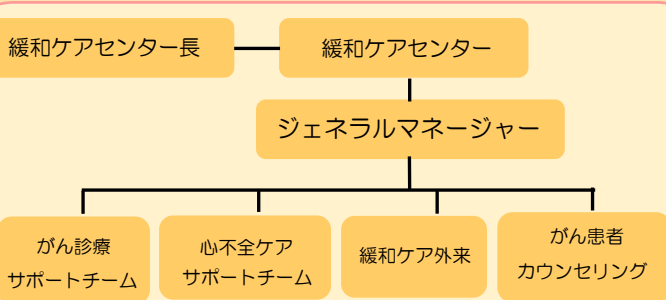 緩和ケアセンター長
緩和ケアセンター
ジェネラルマネージャー
がん診療
サポートチーム
心不全ケア
サポートチーム
緩和ケア外来
がん患者
カウンセリング